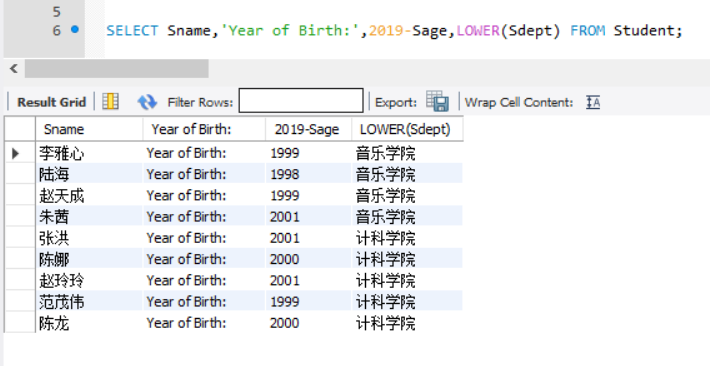 5
6 SELECT Sname,'Year of Birth:',2019-Sage,LOWER(Sdept) FROM Student;
Result Grid Filter Rows: Export: Wrap Cell Content: IA
Sname Year of Birth: 2019-Sage LOWER(Sdept)
李雅心 Year of Birth: 1999 音乐学院
陆海 Year of Birth: 1998 音乐学院
赵天成 Year of Birth: 1999 音乐学院
朱茜 Year of Birth: 2001 音乐学院
张洪 Year of Birth: 2001 计科学院
陈娜 Year of Birth: 2000 计科学院
赵玲玲 Year of Birth: 2001 计科学院
范茂伟 Year of Birth: 1999 计科学院
陈龙 Year of Birth: 2000 计科学院